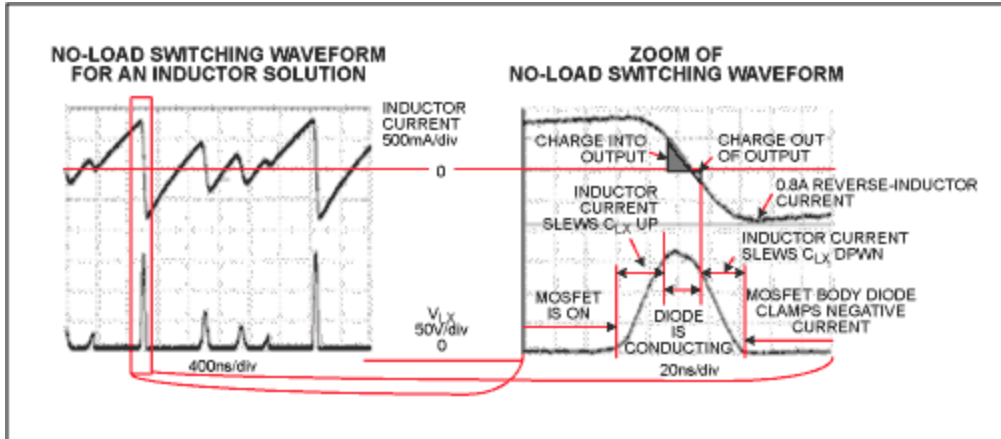 NO-LOAD SWITCHING WAVEFORM
FOR AN INDUCTOR SOLUTION
ZOOM OF
NO-LOAD SWITCHING WAVEFORM
INDUCTOR
CURRENT
500mA/div
0
CHARGE INTO
OUTPUT
CHARGE OUT
OF OUTPUT
INDUCTOR
CURRENT
SLEWS CLX UP
0.8A REVERSE-INDUCTOR
CURRENT
INDUCTOR CURRENT
SLEWS CLX DPWN
MOSFET
IS ON
DIODE
IS
CONDUCTING
MOSFET BODY DIODE
CLAMPS NEGATIVE
CURRENT
VLX
50V/div
0
400ns/div
20ns/div